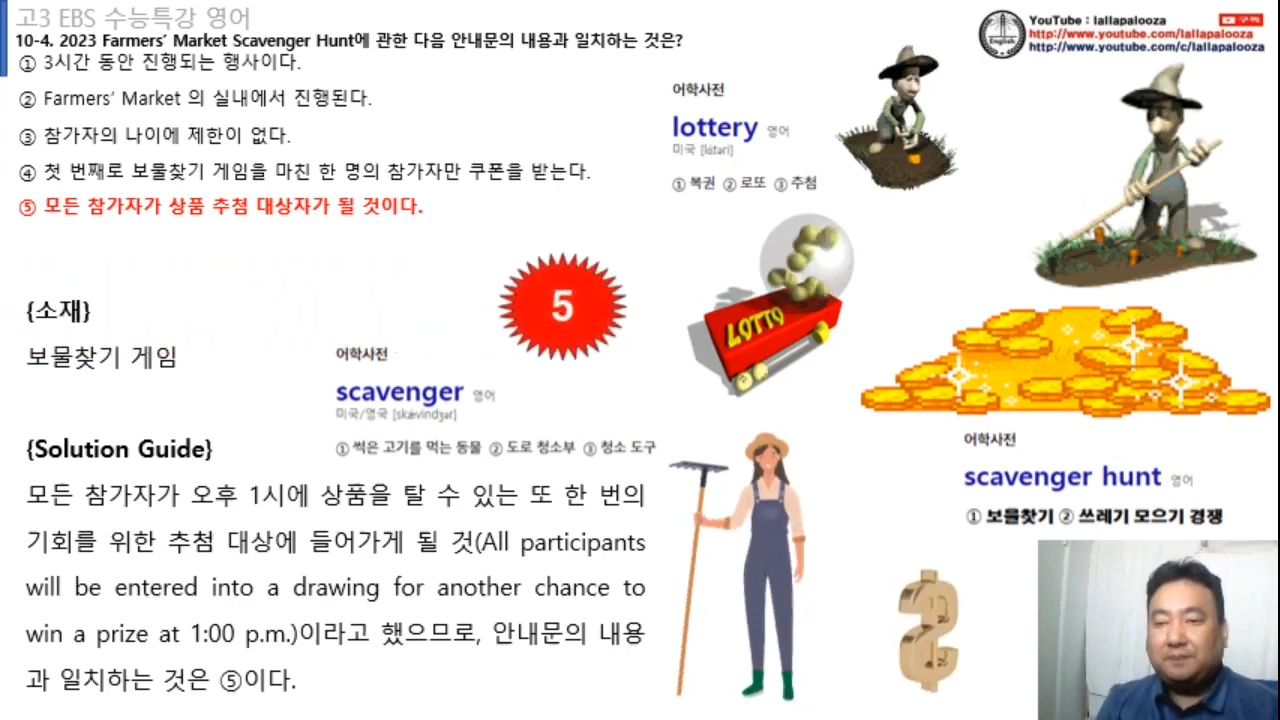 고3 EBS 수능특강 영어
10-4. 2023 Farmers’ Market Scavenger Hunt에 관한 다음 안내문의 내용과 일치하는 것은?
① 3시간 동안 진행되는 행사이다.
② Farmers’ Market 의 실내에서 진행된다.
③ 참가자의 나이에 제한이 없다.
④ 첫 번째로 보물찾기 게임을 마친 한 명의 참가자만 쿠폰을 받는다.
⑤ 모든 참가자가 상품 추첨 대상자가 될 것이다.
YouTube : lallapalooza
구독
http://www.youtube.com/lallapalooza
http://www.youtube.com/c/lallapalooza
English
어학사전
lottery 영어
미국 [lɑ́təri]
① 복권 ② 로또 ③ 추첨
LOTTO
5
{소재}
보물찾기 게임
어학사전
scavenger 영어
미국/영국 [skǽvindʒər]
① 썩은 고기를 먹는 동물 ② 도로 청소부 ③ 청소 도구
{Solution Guide}
모든 참가자가 오후 1시에 상품을 탈 수 있는 또 한 번의
기회를 위한 추첨 대상에 들어가게 될 것(All participants
will be entered into a drawing for another chance to
win a prize at 1:00 p.m.)이라고 했으므로, 안내문의 내용
과 일치하는 것은 ⑤이다.
어학사전
scavenger hunt 영어
① 보물찾기 ② 쓰레기 모으기 경쟁